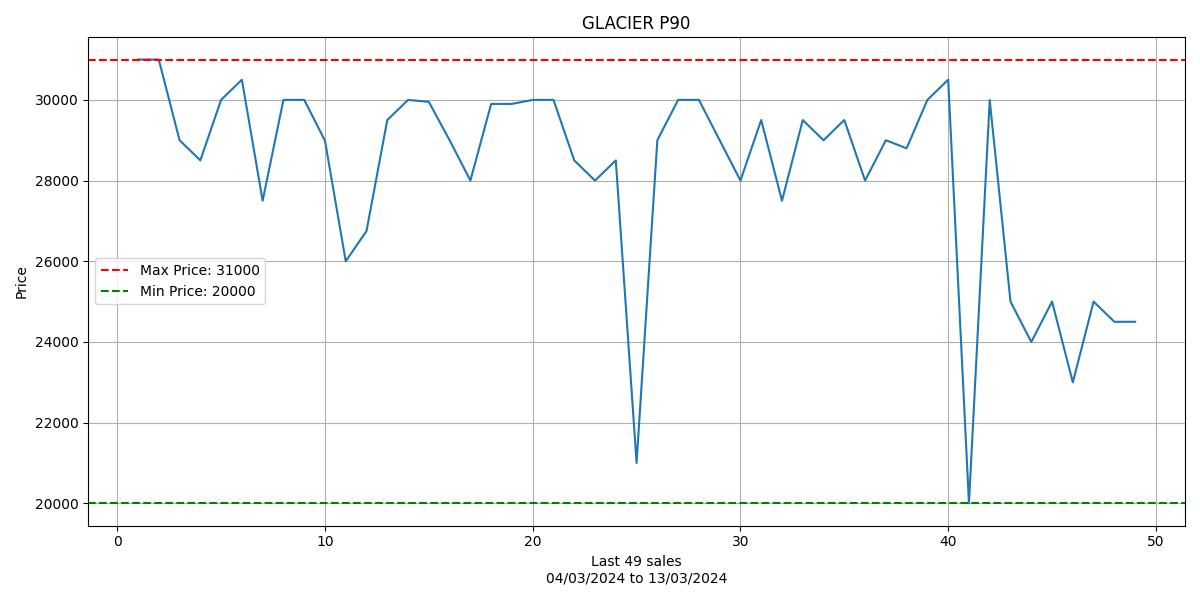 GLACIER P90
Price
30000
28000
26000
24000
22000
20000
Max Price: 31000
Min Price: 20000
0 10 20 30 40 50
Last 49 sales
04/03/2024 to 13/03/2024